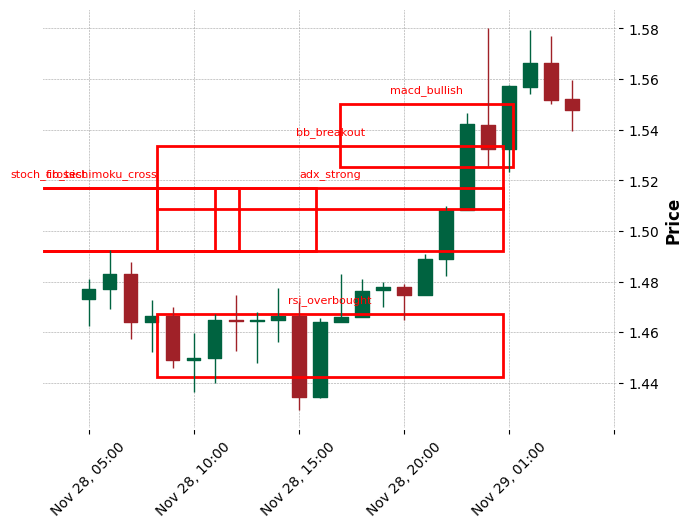 1.58
1.56
macd_bullish
1.54
bb_breakout
1.52
ichimoku_cross
adx_strong
1.50
Price
1.48
rsi_overbought
1.46
1.44
Nov 28, 05:00
Nov 28, 10:00
Nov 28, 15:00
Nov 28, 20:00
Nov 29, 01:00